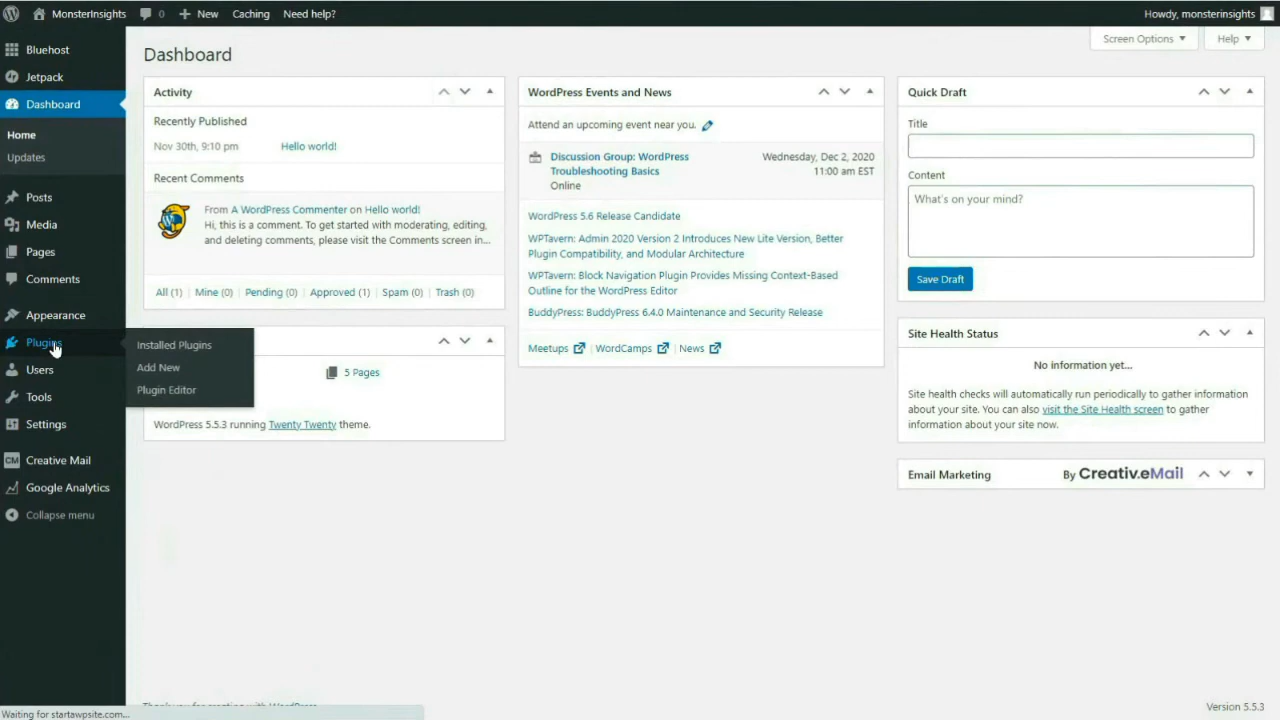 MonsterInsights 0 New Caching Need help? Howdy, monsterinsights
Bluehost
Jetpack
Dashboard
Home
Updates
Posts
Media
Pages
Comments
Appearance
Plugins
Users
Tools
Settings
CM Creative Mail
Google Analytics
Collapse menu
Installed Plugins
Add New
Plugin Editor
Screen Options Help
Dashboard
Activity
Recently Published
Nov 30th, 9:10 pm Hello world!
Recent Comments
From A WordPress Commenter on Hello world!
Hi, this is a comment. To get started with moderating, editing,
and deleting comments, please visit the Comments screen in...
All (1) | Mine (0) | Pending (0) | Approved (1) | Spam (0) | Trash (0)
5 Pages
WordPress 5.5.3 running Twenty Twenty theme.
WordPress Events and News
Attend an upcoming event near you.
Discussion Group: WordPress Wednesday, Dec 2, 2020
Troubleshooting Basics 11:00 am EST
Online
WordPress 5.6 Release Candidate
WPTavern: Admin 2020 Version 2 Introduces New Lite Version, Better
Plugin Compatibility, and Modular Architecture
WPTavern: Block Navigation Plugin Provides Missing Context-Based
Outline for the WordPress Editor
BuddyPress: BuddyPress 6.4.0 Maintenance and Security Release
Meetups | WordCamps | News
Quick Draft
Title
Content
What's on your mind?
Save Draft
Site Health Status
No information yet...
Site health checks will automatically run periodically to gather information
about your site. You can also visit the Site Health screen to gather
information about your site now.
Email Marketing By Creativ.eMail
Thank you for creating with WordPress.
Version 5.5.3
Waiting for startawpsite.com...